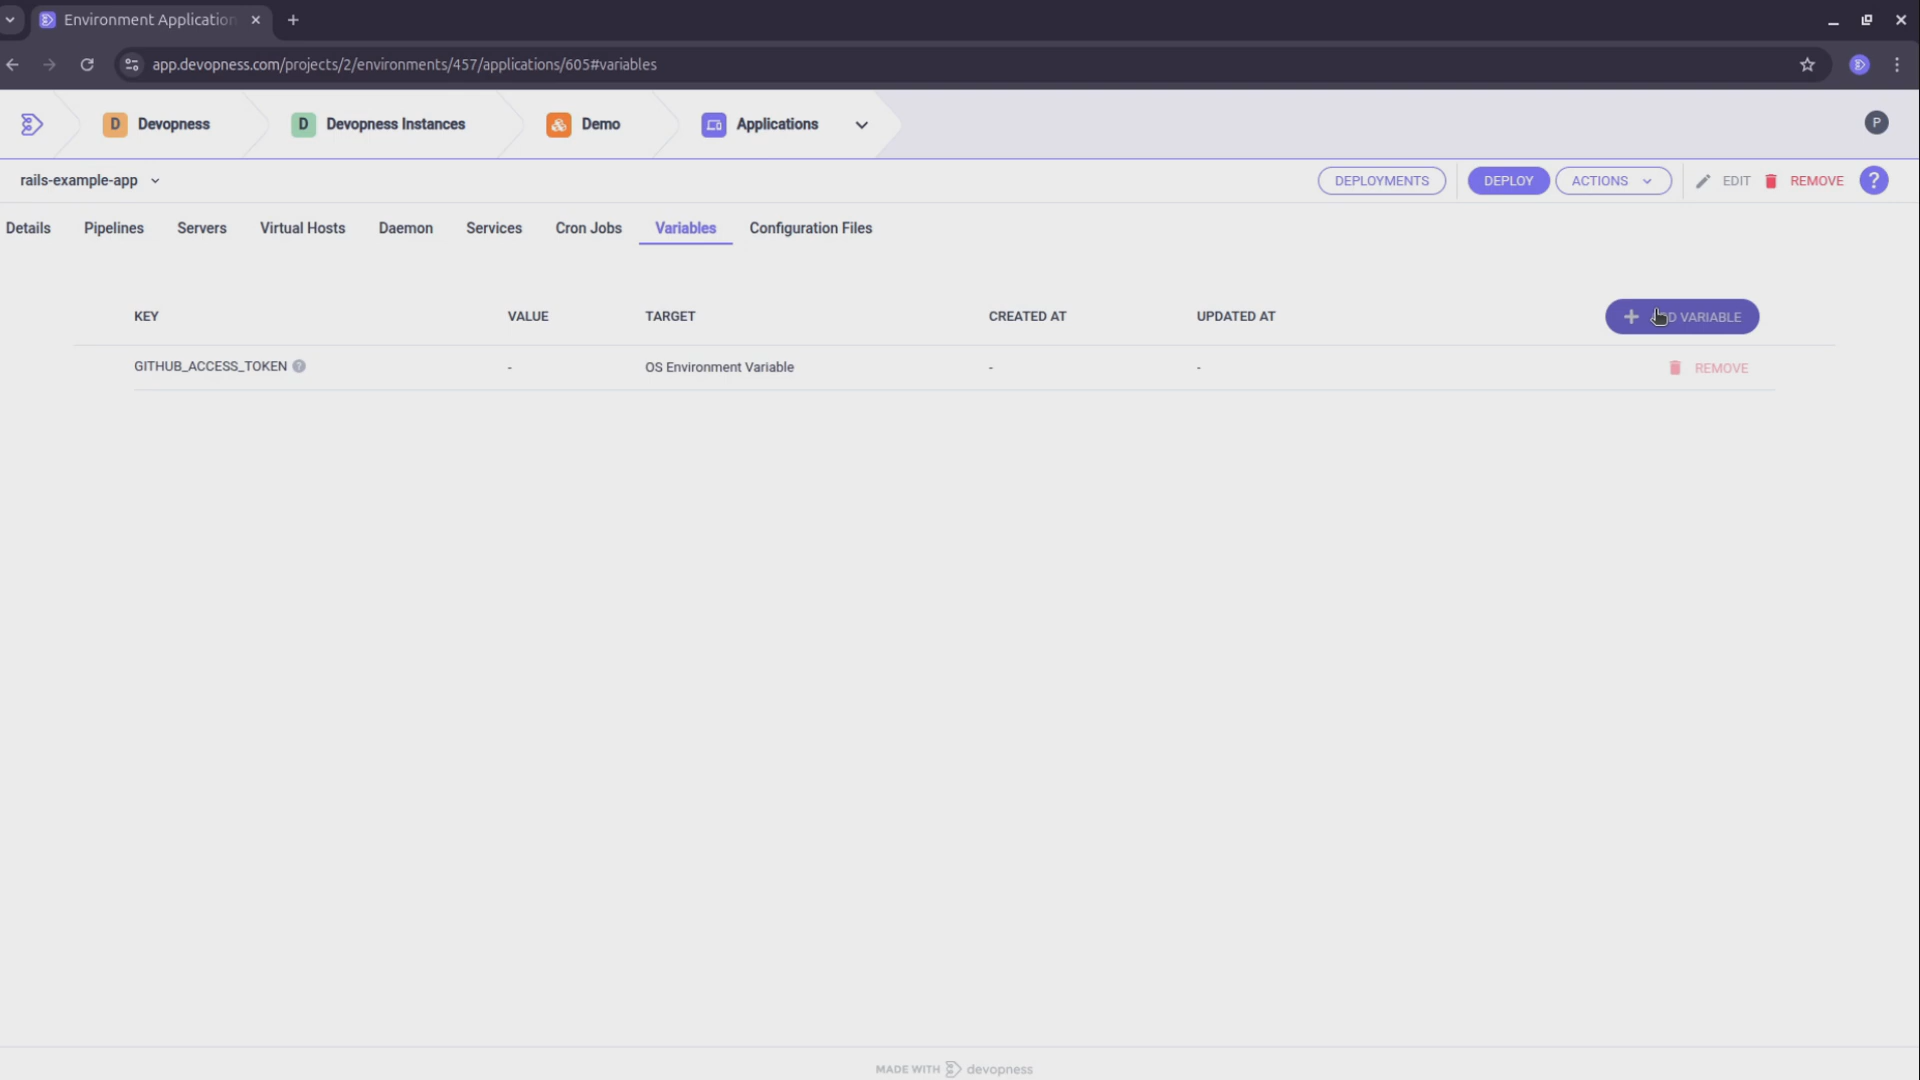 Environment Application
app.devopness.com/projects/2/environments/457/applications/605#variables
D Devopness
D Devopness Instances
Demo
Applications
P
rails-example-app
DEPLOYMENTS
DEPLOY
ACTIONS
EDIT
REMOVE
?
Details
Pipelines
Servers
Virtual Hosts
Daemon
Services
Cron Jobs
Variables
Configuration Files
KEY VALUE TARGET CREATED AT UPDATED AT
VARIABLE
GITHUB_ACCESS_TOKEN ? - OS Environment Variable - - REMOVE
MADE WITH devopness